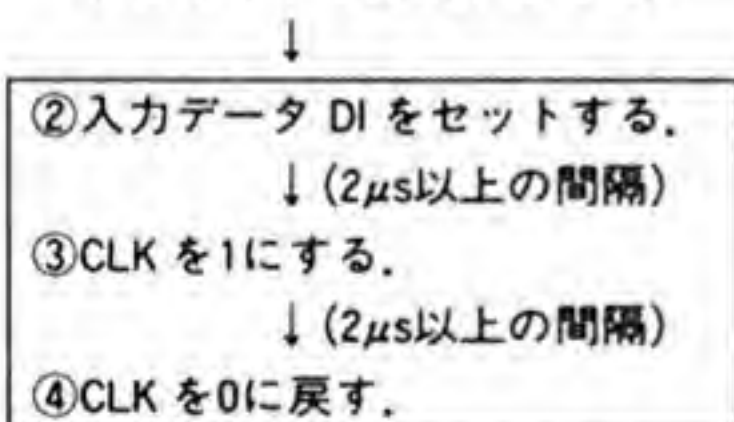 ↓
②入力データ DI をセットする.
↓(2μs以上の間隔)
③CLK を1にする.
↓(2μs以上の間隔)
④CLK を0に戻す.